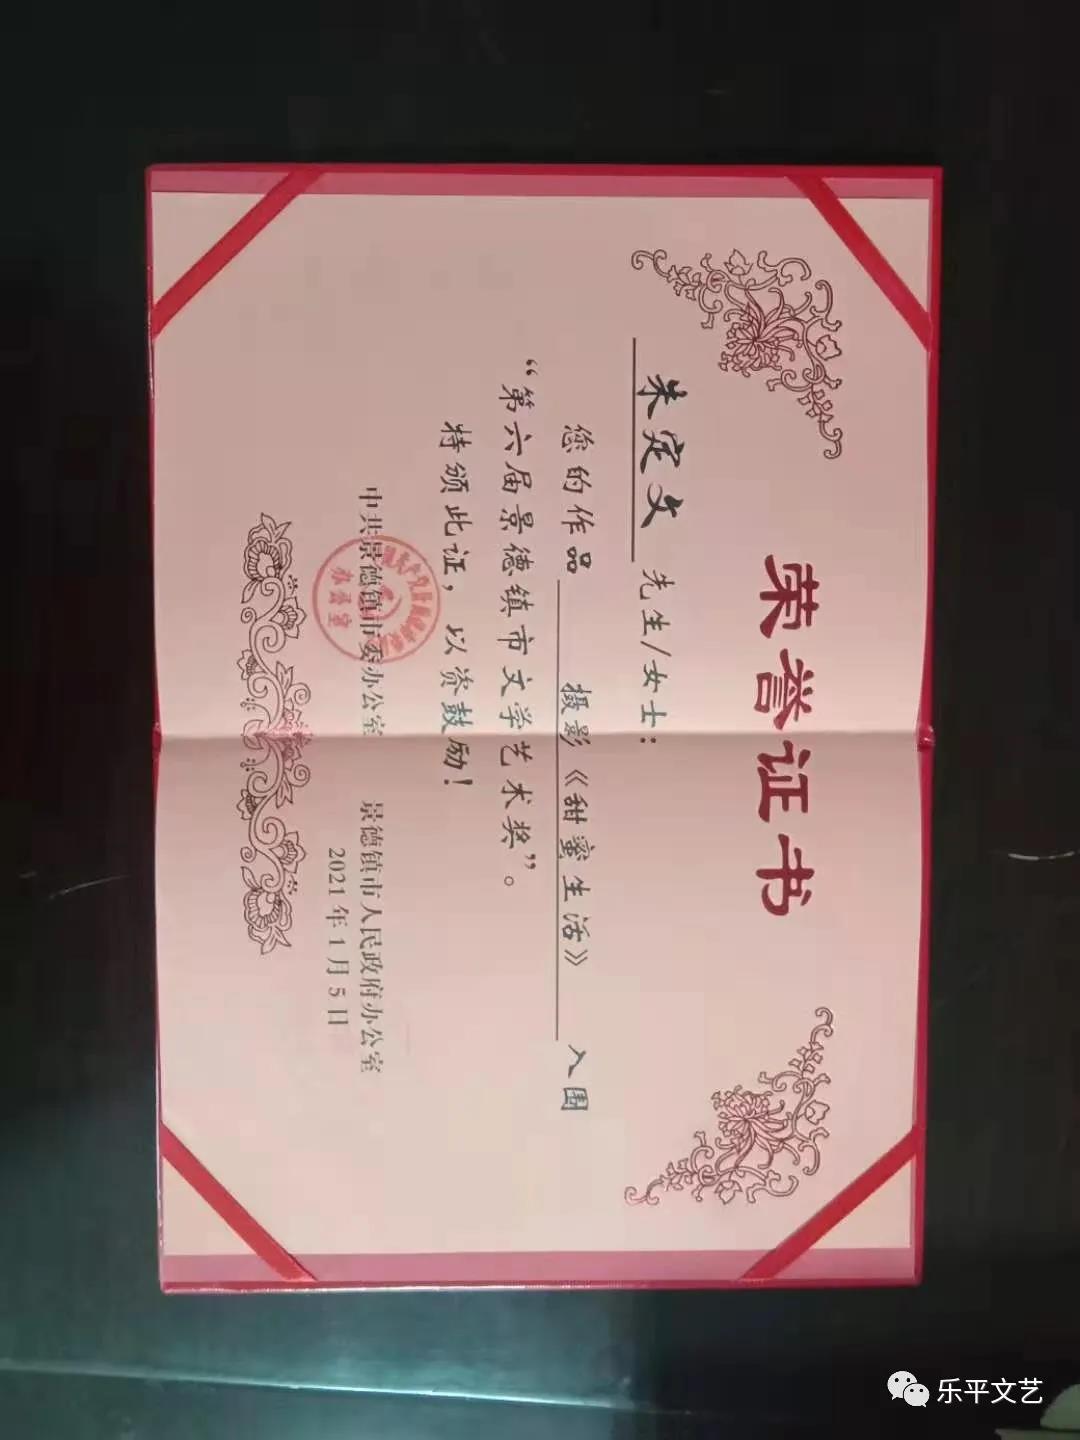 荣誉证书
朱定文 先生/女士：
您的作品 摄影《甜蜜生活》 入围
“第六届景德镇市文学艺术奖”。
特颁此证，以资鼓励！
中共景德镇市委办公室 景德镇市人民政府办公室
2021年1月5日
办公室
乐平文艺